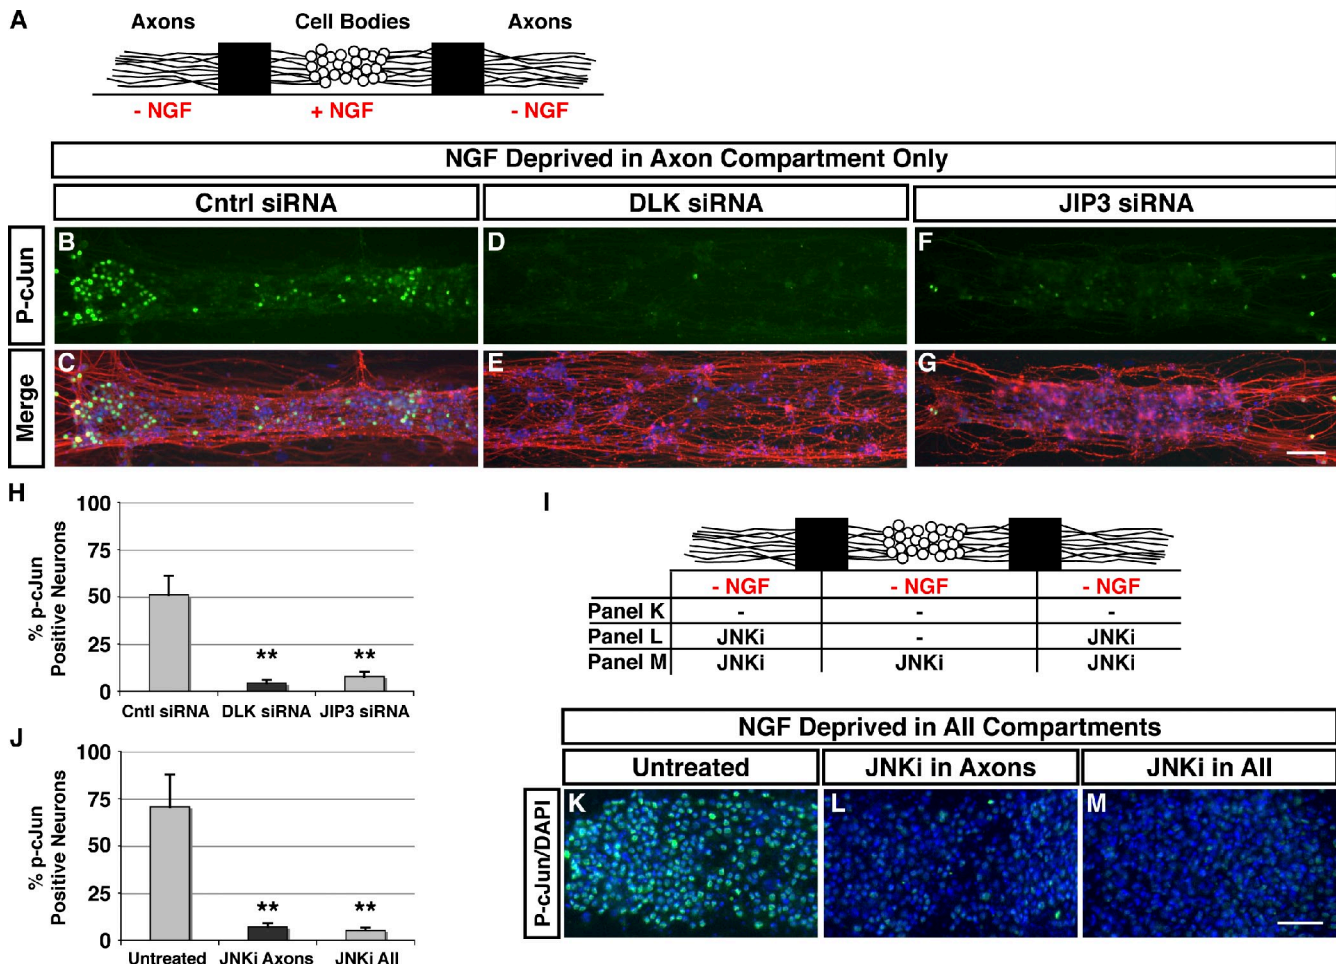 A
Axons Cell Bodies Axons
- NGF + NGF - NGF
NGF Deprived in Axon Compartment Only
Cntrl siRNA DLK siRNA JIP3 siRNA
P-cJun
B D F
Merge
C E G
H
% p-cJun
Positive Neurons
100
75
50
25
0
** **
Cntl siRNA DLK siRNA JIP3 siRNA
I
- NGF - NGF - NGF
Panel K - - -
Panel L JNKi - JNKi
Panel M JNKi JNKi JNKi
J
% p-cJun
Positive Neurons
100
75
50
25
0
** **
Untreated JNKi Axons JNKi All
NGF Deprived in All Compartments
Untreated JNKi in Axons JNKi in All
P-cJun/DAPI
K L M